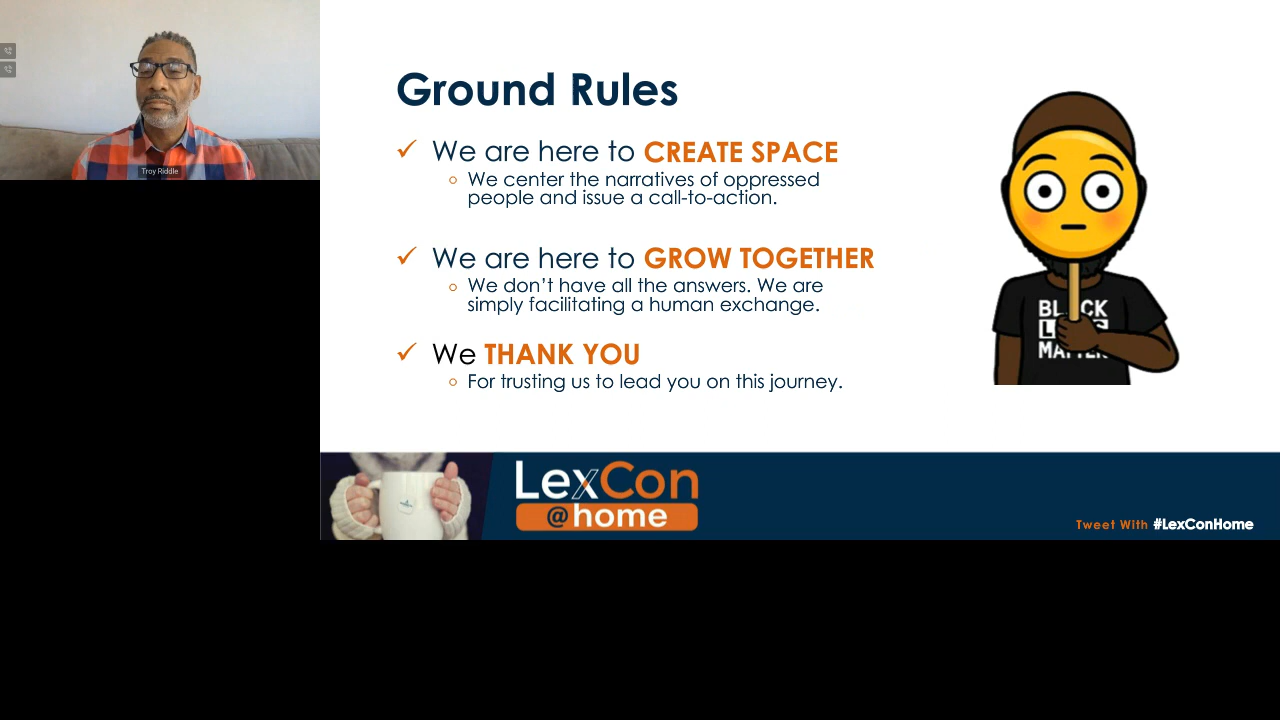 Troy Riddle
Ground Rules
✓ We are here to CREATE SPACE
○ We center the narratives of oppressed
people and issue a call-to-action.
✓ We are here to GROW TOGETHER
○ We don’t have all the answers. We are
simply facilitating a human exchange.
✓ We THANK YOU
○ For trusting us to lead you on this journey.
BLACK
MATTER
LexCon
@home
Tweet With #LexConHome